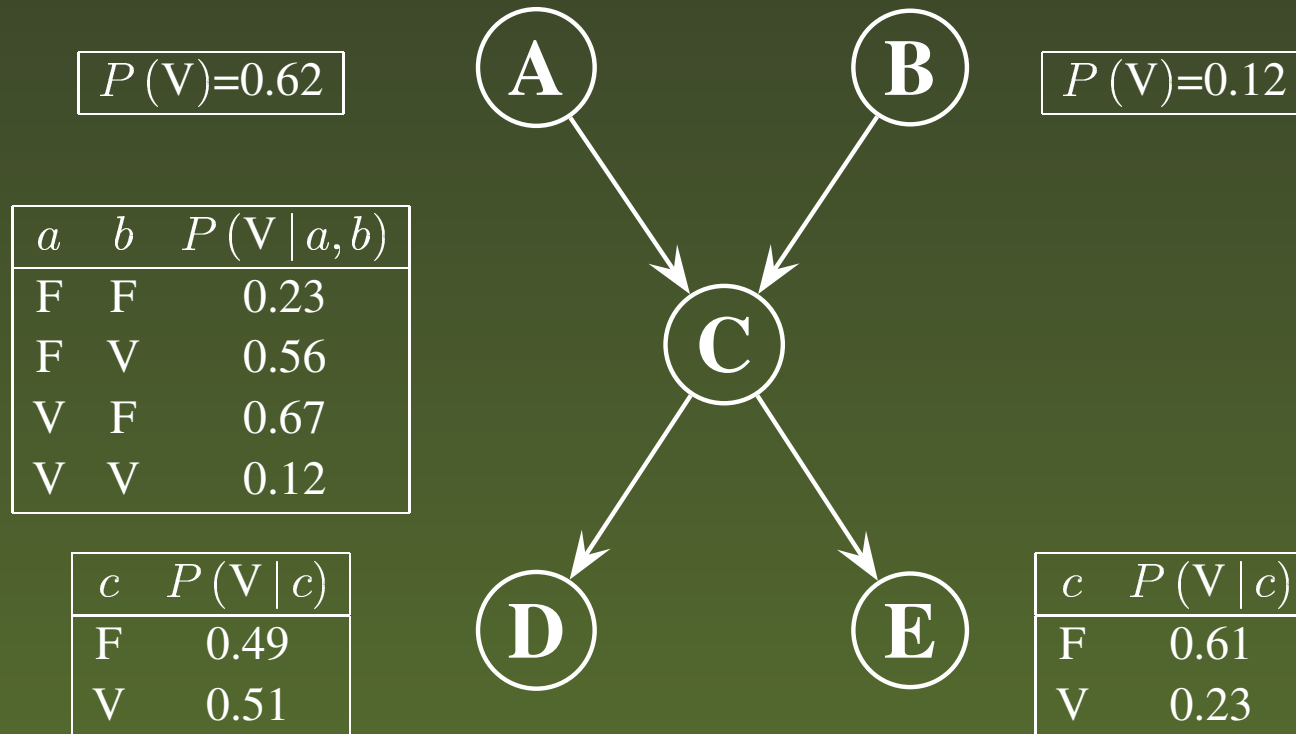 P (V)=0.62
A
B
P (V)=0.12
a b P (V | a, b)
F F 0.23
F V 0.56
V F 0.67
V V 0.12
C
c P (V | c)
F 0.49
V 0.51
D
E
c P (V | c)
F 0.61
V 0.23